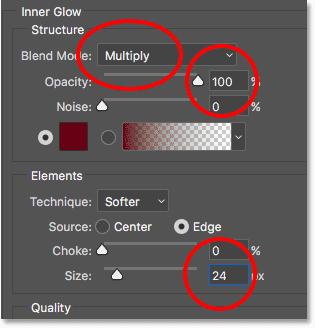 Inner Glow
Structure
Blend Mode: Multiply
Opacity: 100 %
Noise: 0 %
Elements
Technique: Softer
Source: Center Edge
Choke: 0 %
Size: 24 px
Quality